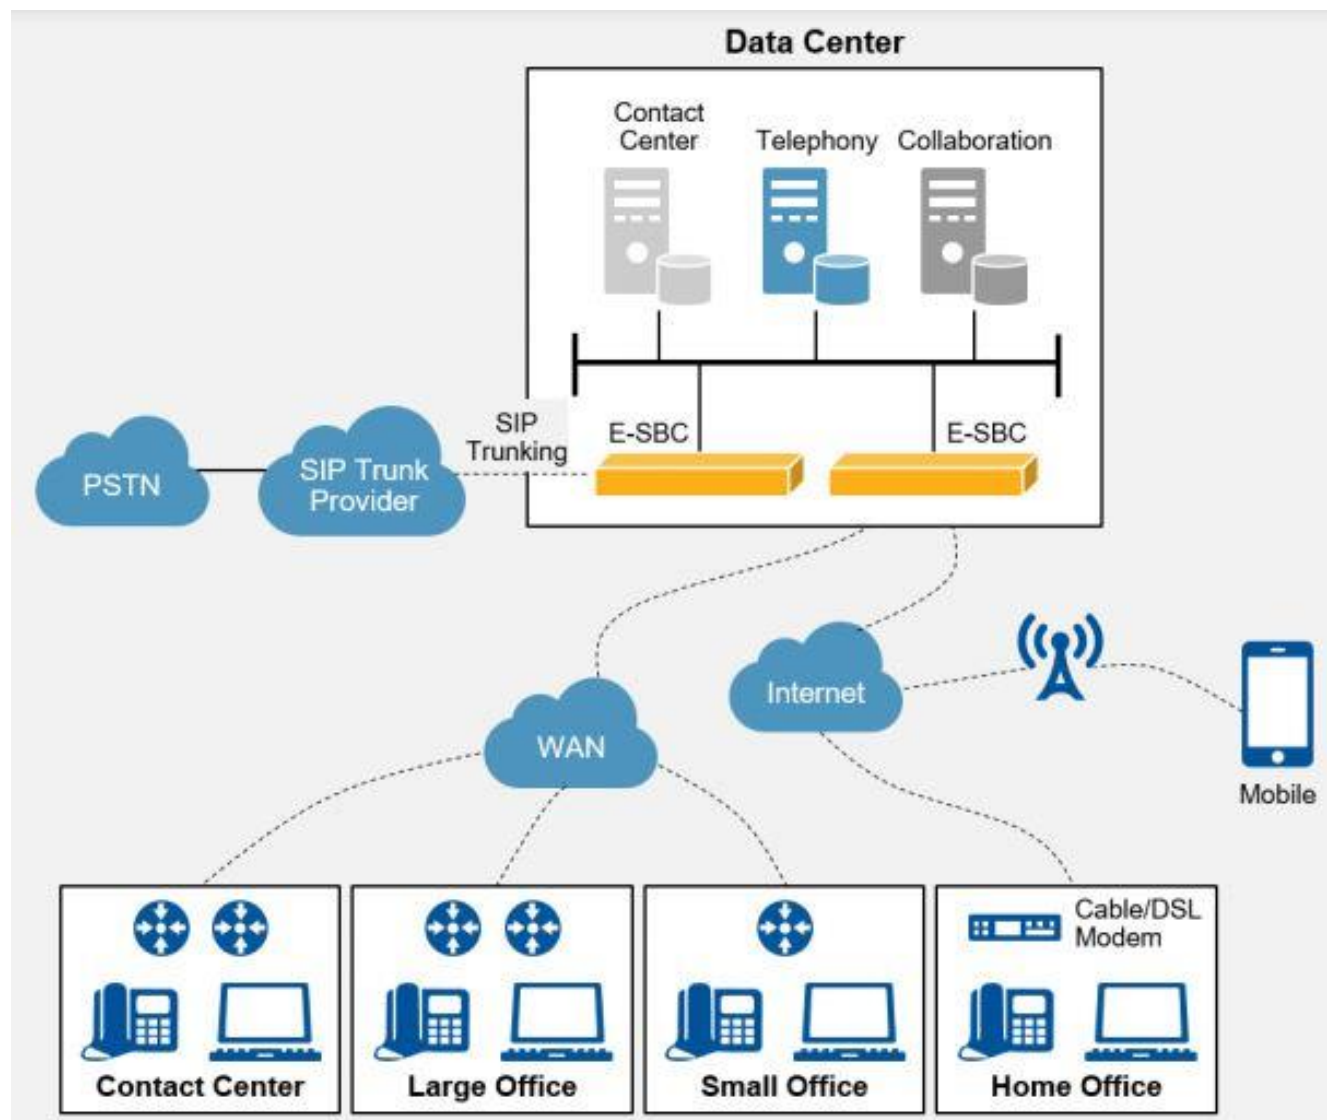 Data Center
Contact
Center
Telephony
Collaboration
SIP
Trunking
E-SBC
E-SBC
PSTN
SIP Trunk
Provider
Internet
WAN
Mobile
Cable/DSL
Modem
Contact Center
Large Office
Small Office
Home Office